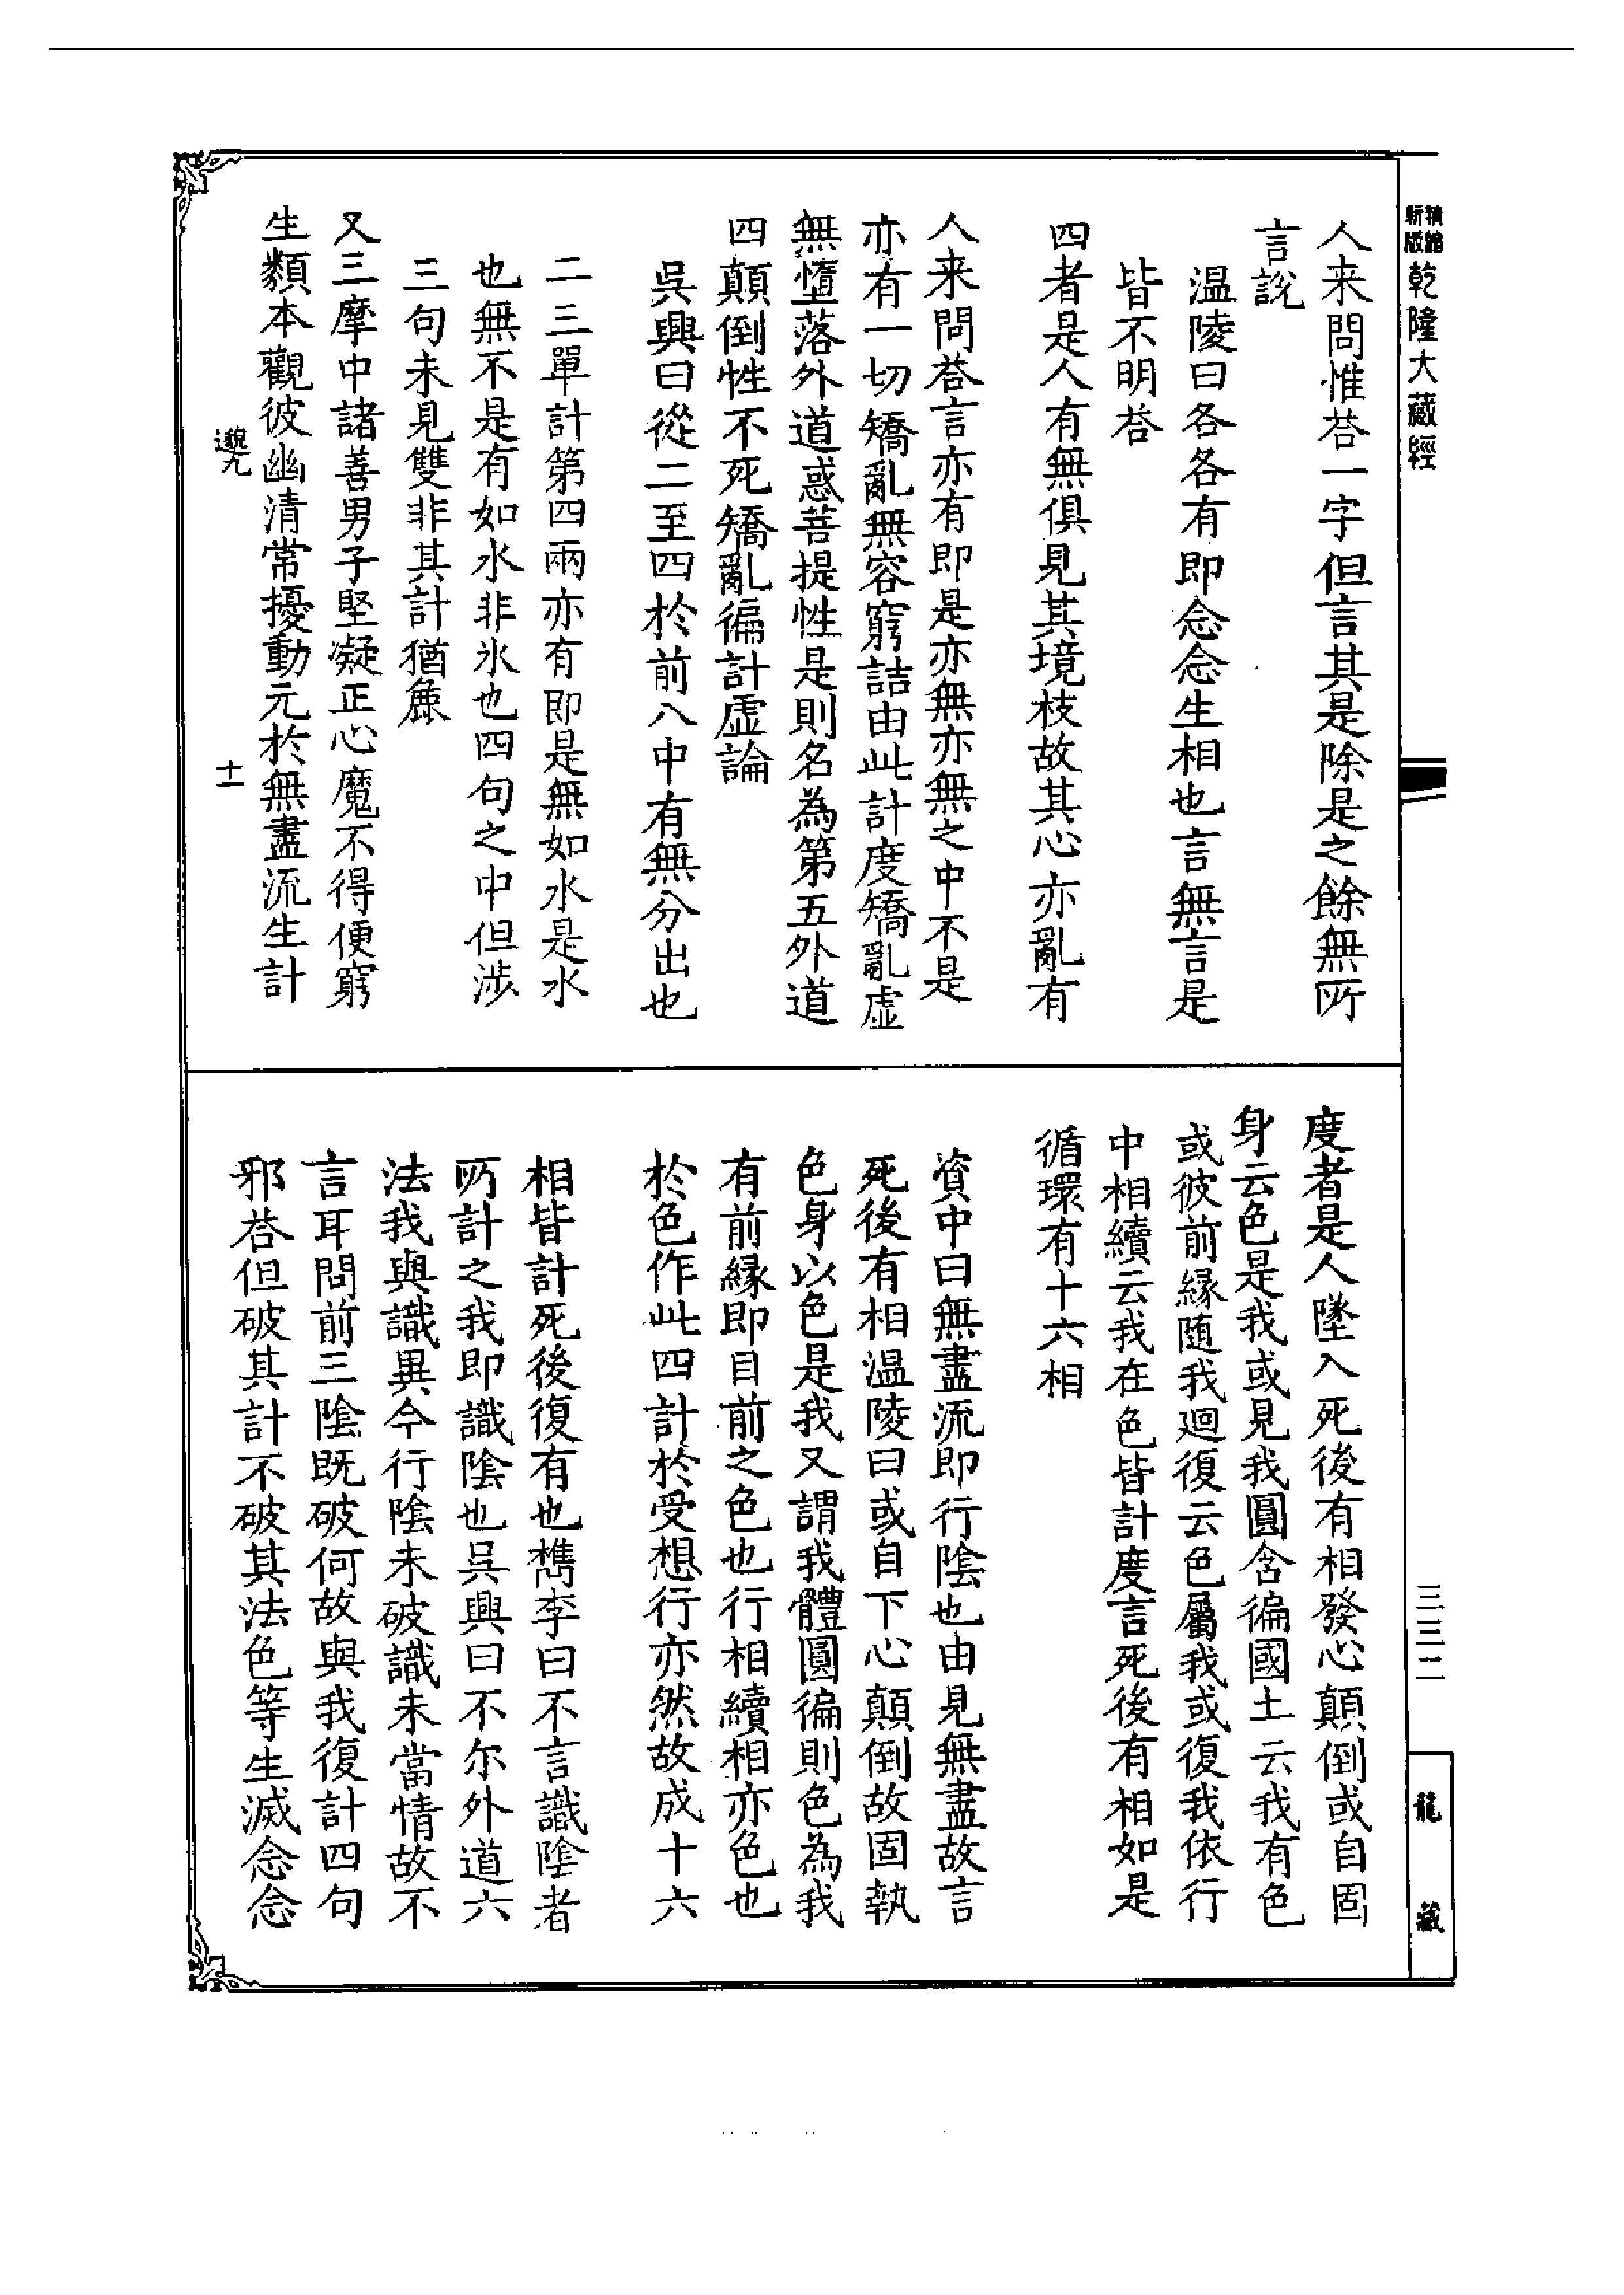 精縮新版乾隆大藏經
人来問惟荅一字但言其是除是之餘無所
言說
温陵曰各各有即念念生相也言無言是
皆不明荅
四者是人有無俱見其境枝故其心亦亂有
人来問荅言亦有即是亦無亦無之中不是
亦有一切矯亂無容窮詰由此計度矯亂虛
無墮落外道惑菩提性是則名為第五外道
四顛倒性不死矯亂徧計虛論
吳興曰從二至四於前八中有無分出也
二三單計第四兩亦有即是無如水是氷
也無不是有如水非氷也四句之中但涉
三句未見雙非其計猶麁
又三摩中諸善男子堅凝正心魔不得便窮
生類本觀彼幽清常擾動元於無盡流生計
邈九
十一
度者是人墜入死後有相發心顛倒或自固
身云色是我或見我圓含徧國土云我有色
或彼前緣随我迴復云色屬我或復我依行
中相續云我在色皆計度言死後有相如是
循環有十六相
資中曰無盡流即行陰也由見無盡故言
死後有相温陵曰或自下心顛倒故固執
色身以色是我又謂我體圓徧則色為我
有前緣即目前之色也行相續相亦色也
於色作此四計於受想行亦然故成十六
相皆計死後復有也檇李曰不言識陰者
所計之我即識陰也吳興曰不尔外道六
法我與識異今行陰未破識未當情故不
言耳問前三陰既破何故與我復計四句
邪荅但破其計不破其法色等生滅念念
三三二
龍藏